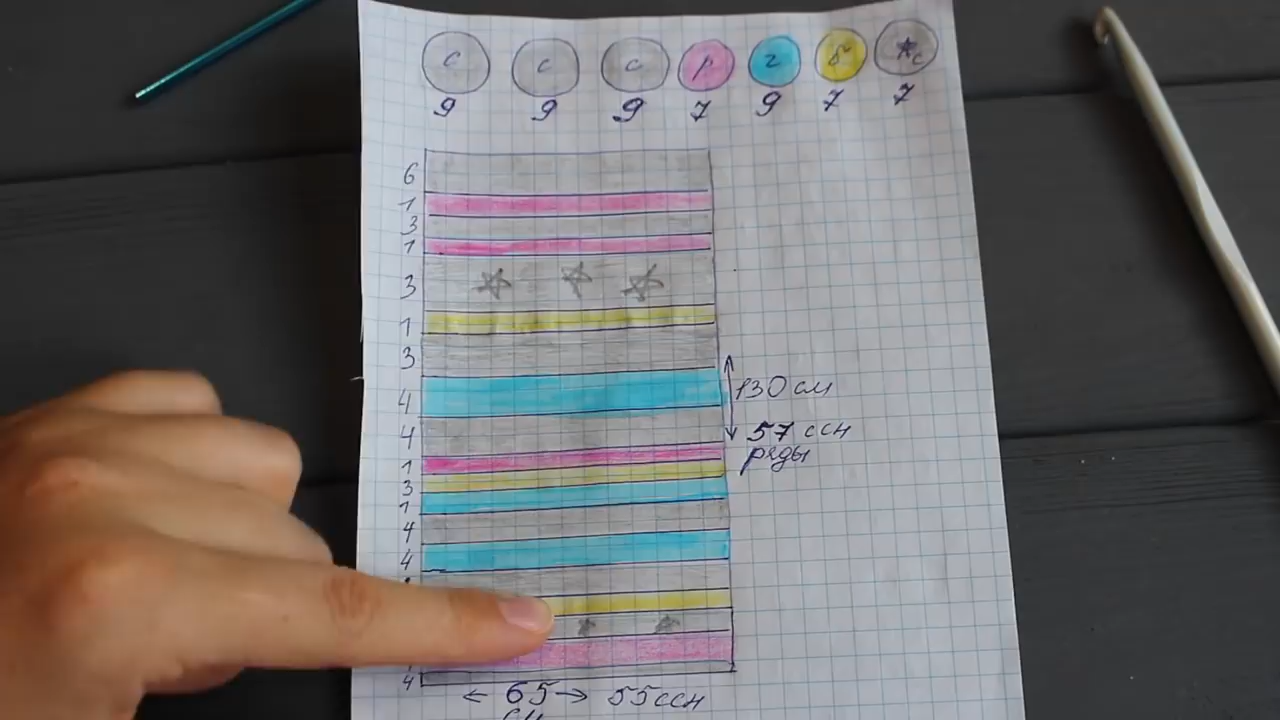 с с с р г б с
9 9 9 7 9 7 7
6
1
3
1
3
1
3
4 130 см
4 57 ссн
1 ряды
3
1
4
4
4
← 65 → 55 ссн
см